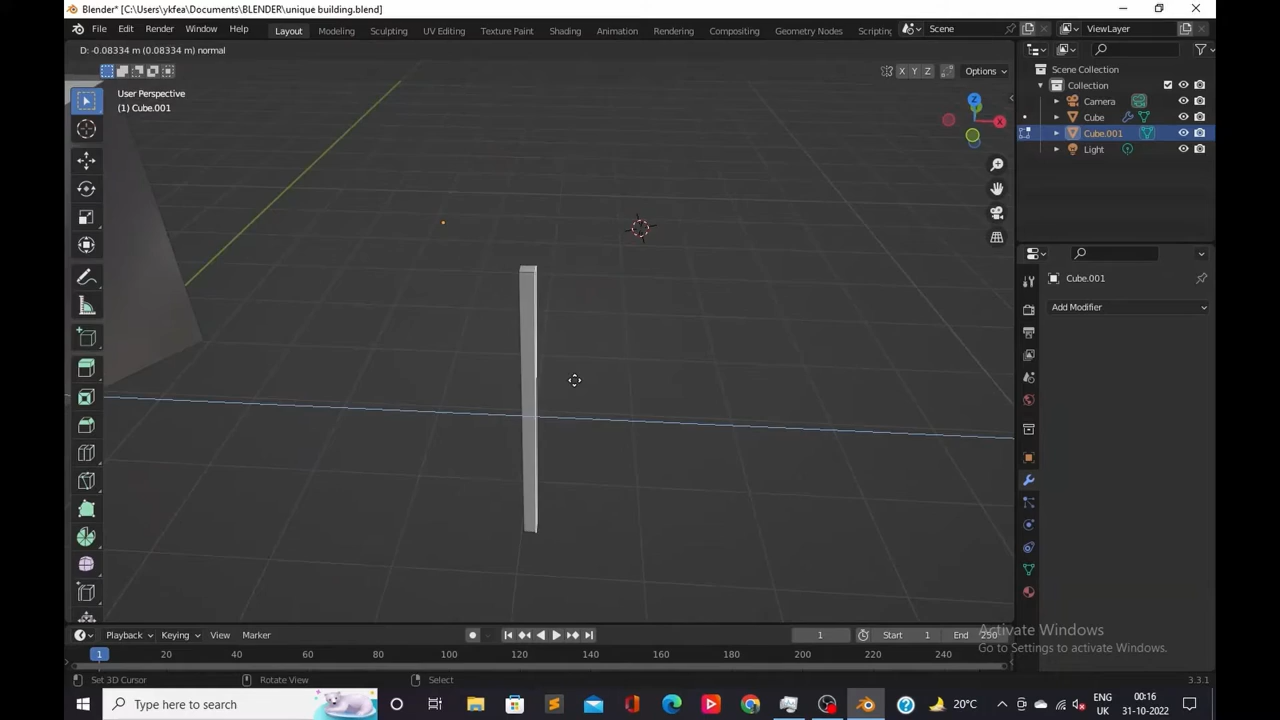 Blender* [C:\Users\ykfea\Documents\BLENDER\unique building.blend]
File Edit Render Window Help Layout Modeling Sculpting UV Editing Texture Paint Shading Animation Rendering Compositing Geometry Nodes Scripting Scene ViewLayer
D: -0.08334 m (0.08334 m) normal
X Y Z Options
User Perspective
(1) Cube.001
Z
X
Scene Collection
Collection
Camera
Cube
Cube.001
Light
Cube.001
Add Modifier
Activate Windows
Go to Settings to activate Windows.
Playback Keying View Marker 1 Start 1 End 250
1 20 40 60 80 100 120 140 160 180 200 220 240
Set 3D Cursor Rotate View Select 3.3.1
Type here to search 20°C ENG UK 00:16 31-10-2022